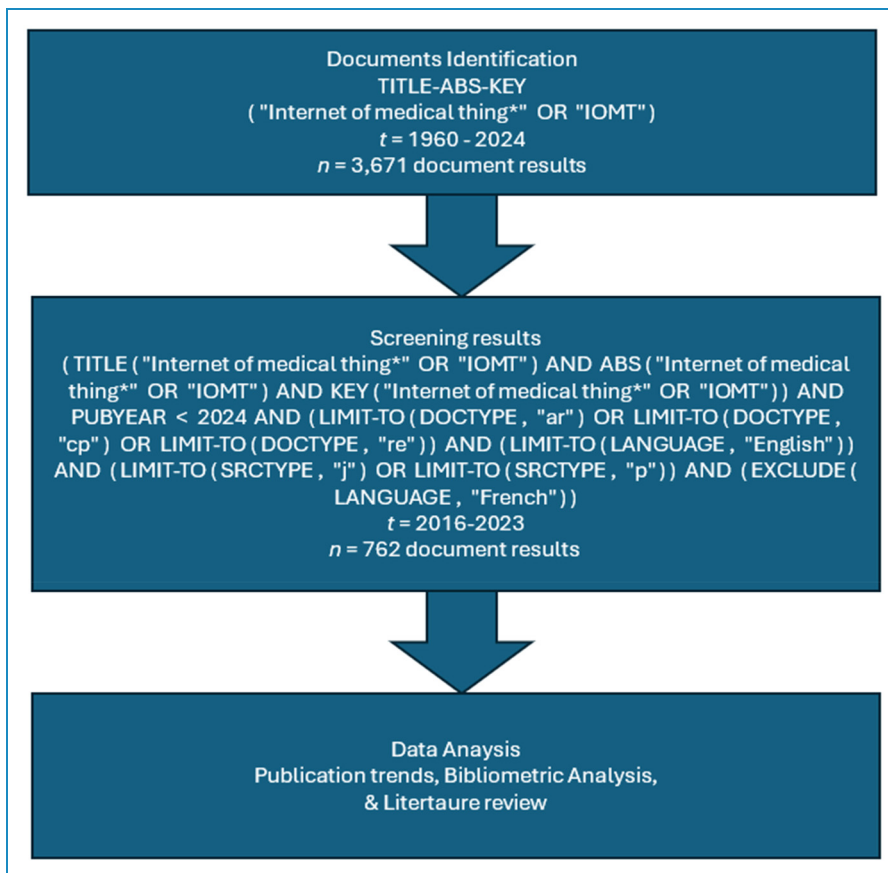 Documents Identification
TITLE-ABS-KEY
( "Internet of medical thing*" OR "IOMT" )
t = 1960 - 2024
n = 3,671 document results
Screening results
( TITLE ( "Internet of medical thing*" OR "IOMT" ) AND ABS ( "Internet of medical
thing*" OR "IOMT" ) AND KEY ( "Internet of medical thing*" OR "IOMT" ) ) AND
PUBYEAR < 2024 AND ( LIMIT-TO ( DOCTYPE , "ar" ) OR LIMIT-TO ( DOCTYPE ,
"cp" ) OR LIMIT-TO ( DOCTYPE , "re" ) ) AND ( LIMIT-TO ( LANGUAGE , "English" ) )
AND ( LIMIT-TO ( SRCTYPE , "j" ) OR LIMIT-TO ( SRCTYPE , "p" ) ) AND ( EXCLUDE (
LANGUAGE , "French" ) )
t = 2016-2023
n = 762 document results
Data Anaysis
Publication trends, Bibliometric Analysis,
& Litertaure review